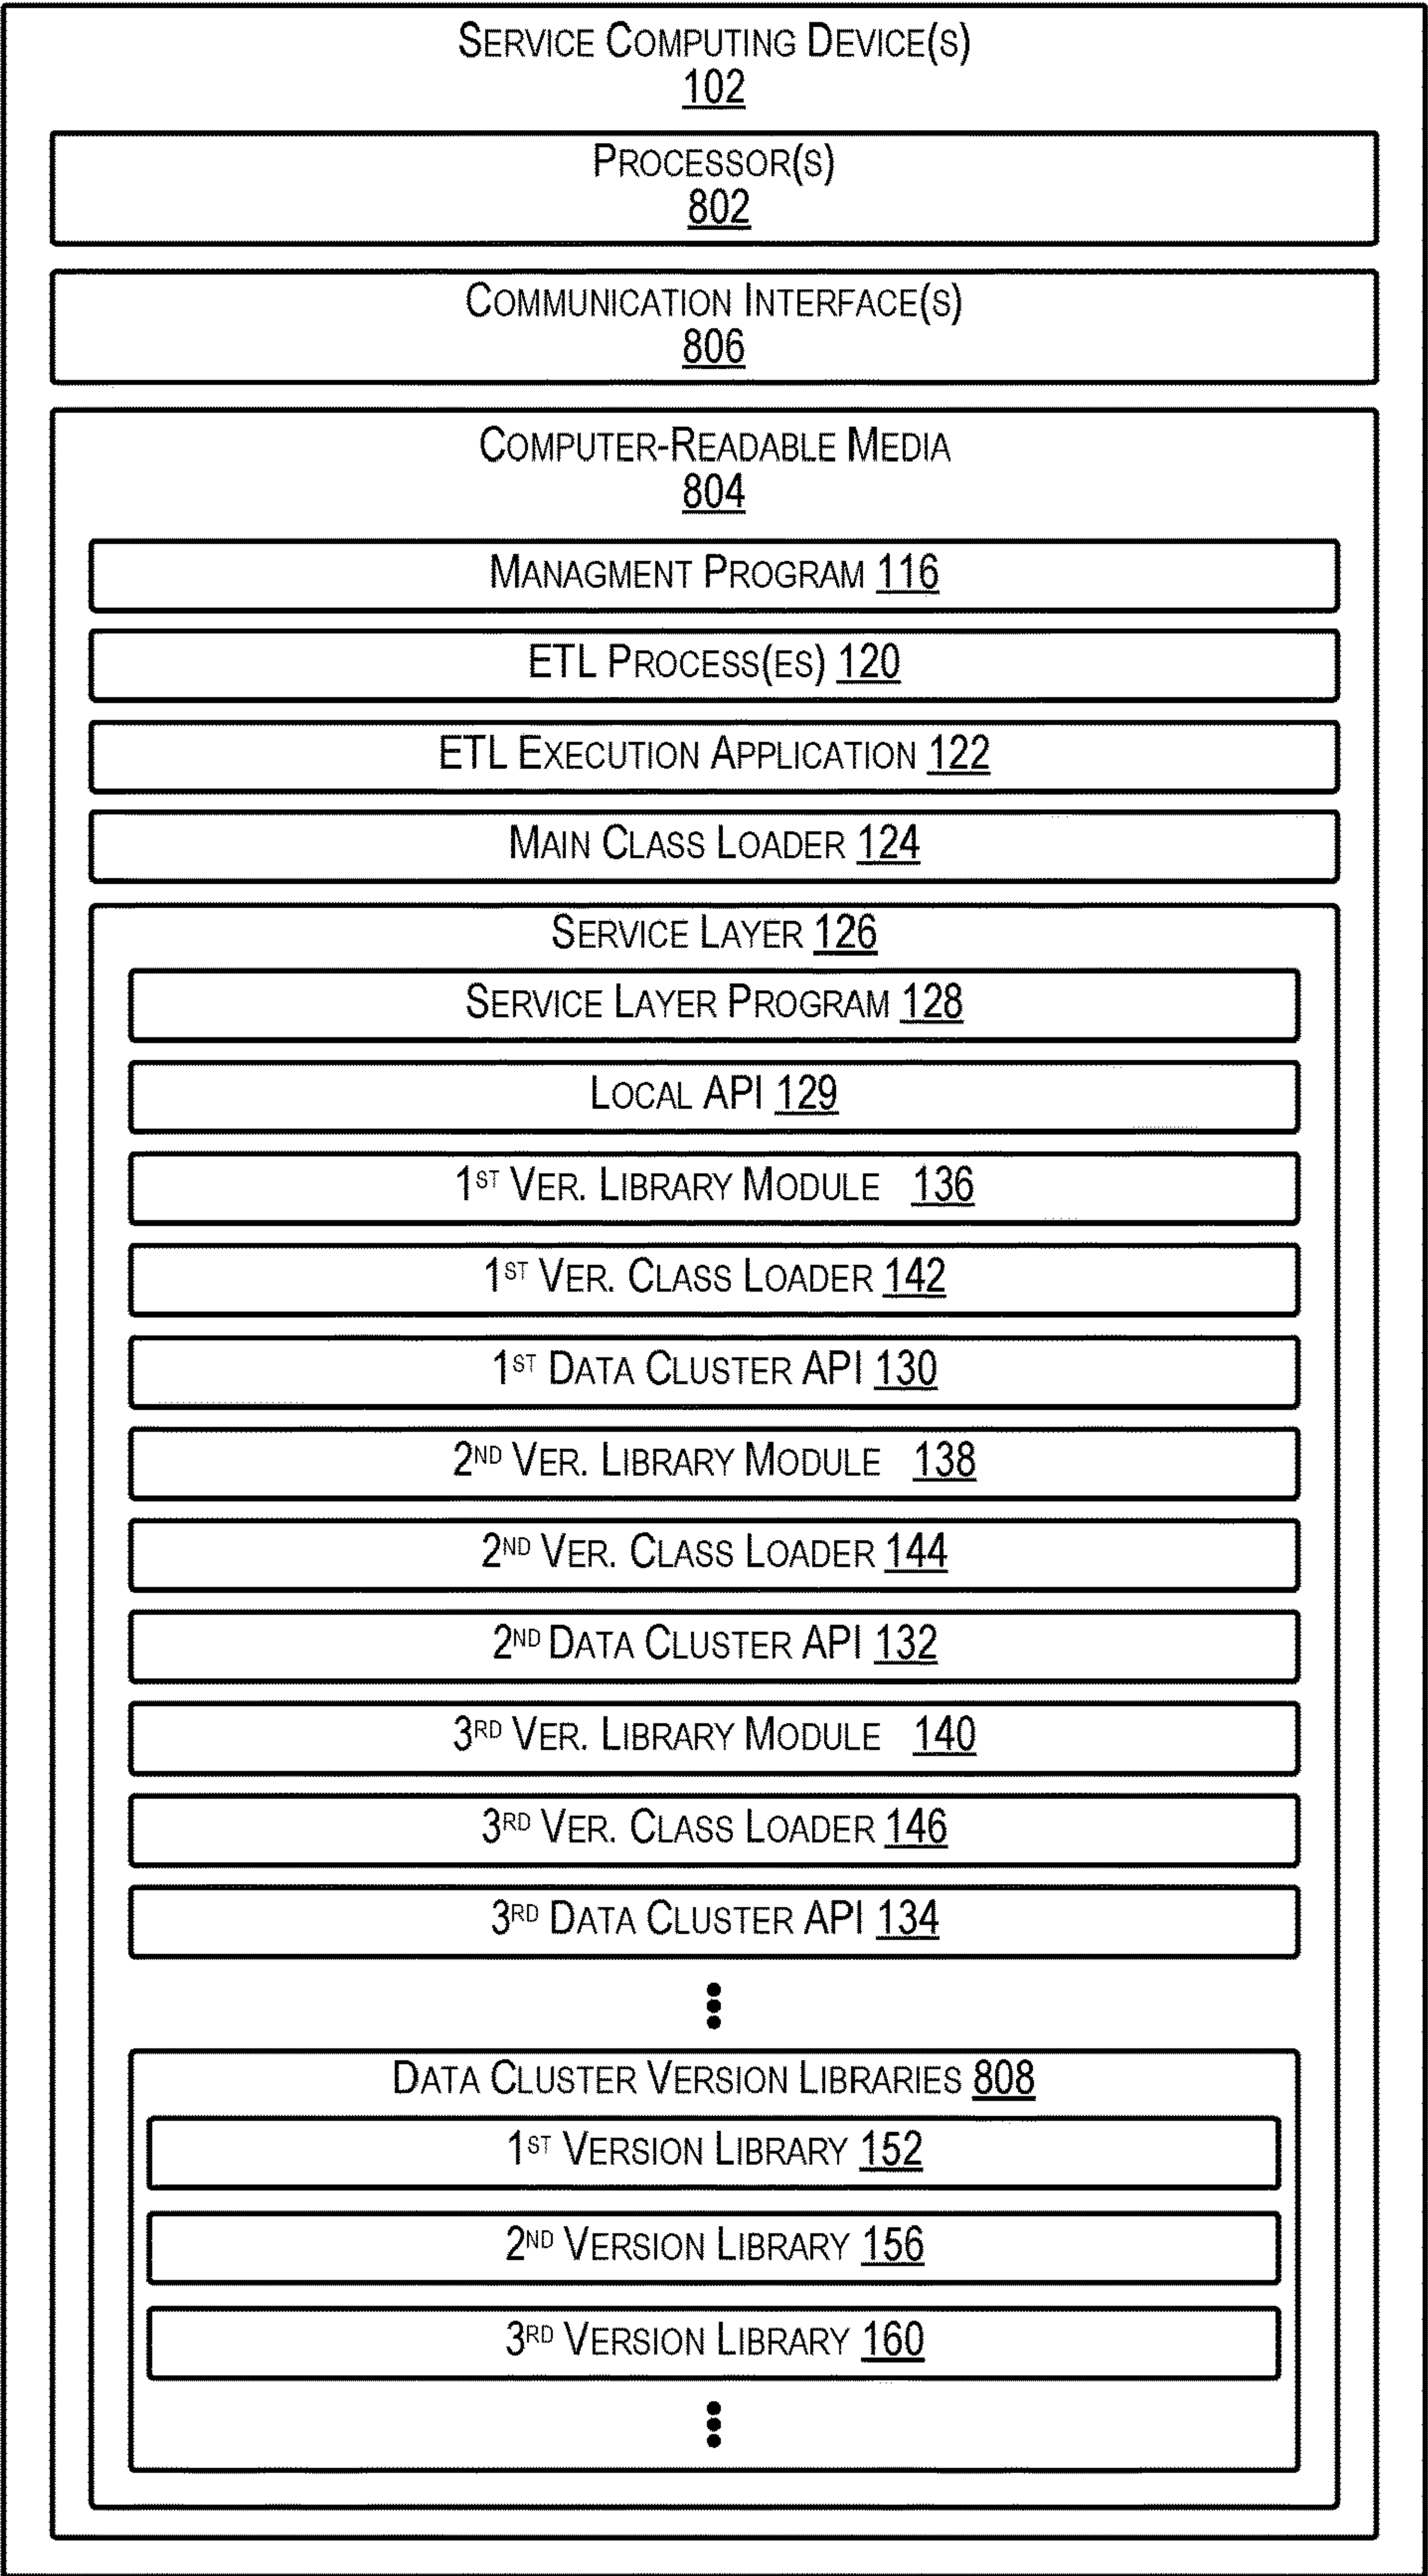 SERVICE COMPUTING DEVICE(S)
102
PROCESSOR(S)
802
COMMUNICATION INTERFACE(S)
806
COMPUTER-READABLE MEDIA
804
MANAGMENT PROGRAM 116
ETL PROCESS(ES) 120
ETL EXECUTION APPLICATION 122
MAIN CLASS LOADER 124
SERVICE LAYER 126
SERVICE LAYER PROGRAM 128
LOCAL API 129
1ST VER. LIBRARY MODULE 136
1ST VER. CLASS LOADER 142
1ST DATA CLUSTER API 130
2ND VER. LIBRARY MODULE 138
2ND VER. CLASS LOADER 144
2ND DATA CLUSTER API 132
3RD VER. LIBRARY MODULE 140
3RD VER. CLASS LOADER 146
3RD DATA CLUSTER API 134
DATA CLUSTER VERSION LIBRARIES 808
1ST VERSION LIBRARY 152
2ND VERSION LIBRARY 156
3RD VERSION LIBRARY 160